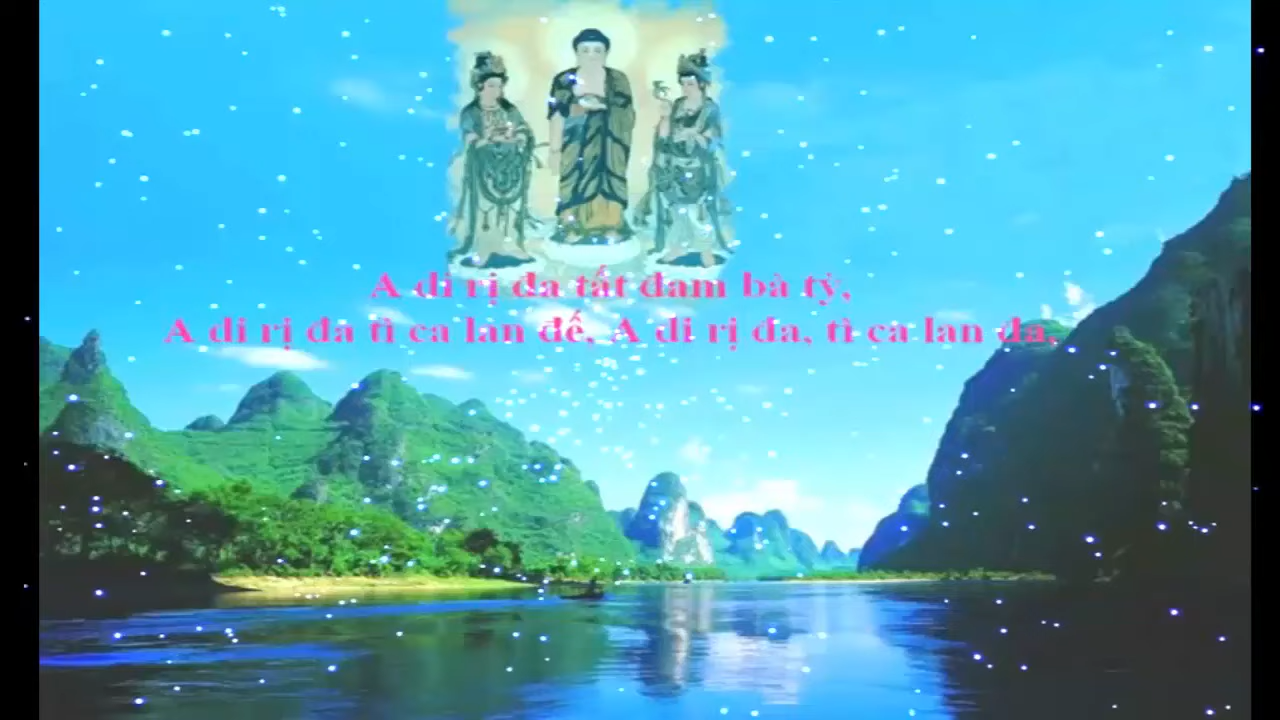 A di rị đa tất đam bà tỳ,
A di rị đa tì ca lan đế, A di rị đa, tì ca lan đa,